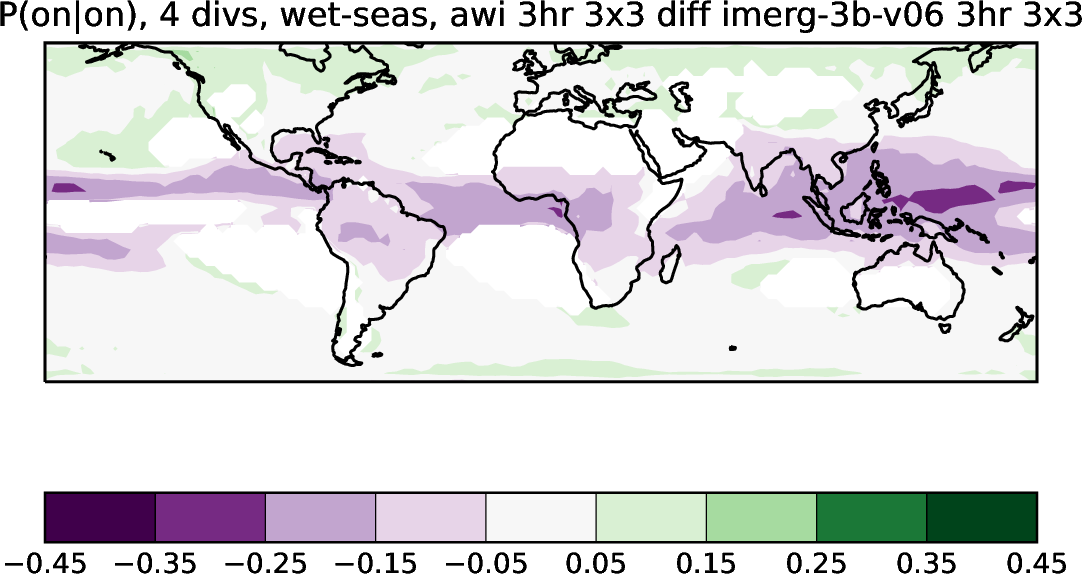 P(on|on), 4 divs, wet-seas, awi 3hr 3x3 diff imerg-3b-v06 3hr 3x3
−0.45 −0.35 −0.25 −0.15 −0.05 0.05 0.15 0.25 0.35 0.45